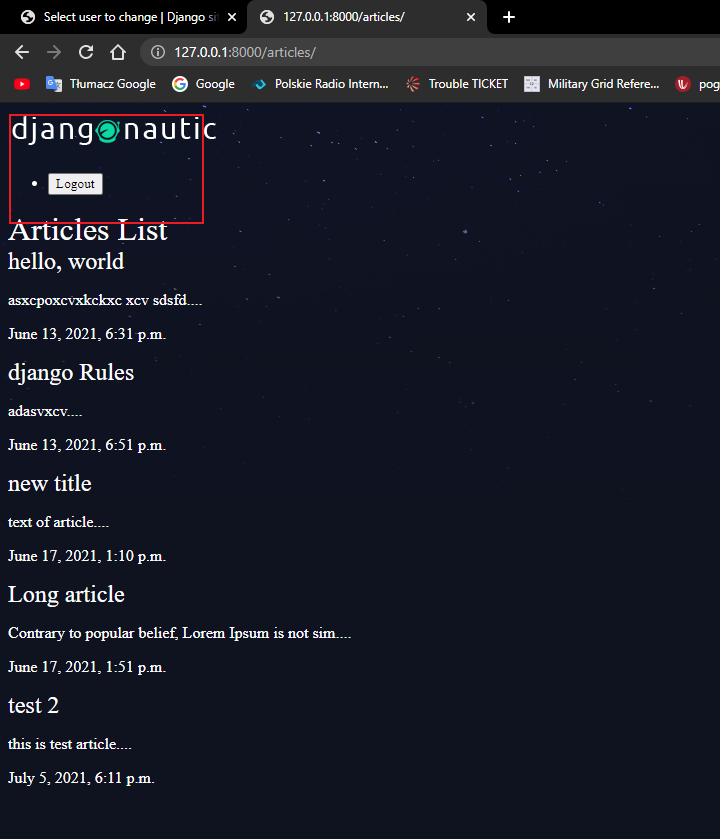 Select user to change | Django si
127.0.0.1:8000/articles/
127.0.0.1:8000/articles/
Tłumacz Google
Google
Polskie Radio Intern...
Trouble TICKET
Military Grid Refere...
pog
djangonautic
Logout
Articles List
hello, world
asxcpoxcvxkckxc xcv sdsfd....
June 13, 2021, 6:31 p.m.
django Rules
adasvxcv....
June 13, 2021, 6:51 p.m.
new title
text of article....
June 17, 2021, 1:10 p.m.
Long article
Contrary to popular belief, Lorem Ipsum is not sim....
June 17, 2021, 1:51 p.m.
test 2
this is test article....
July 5, 2021, 6:11 p.m.